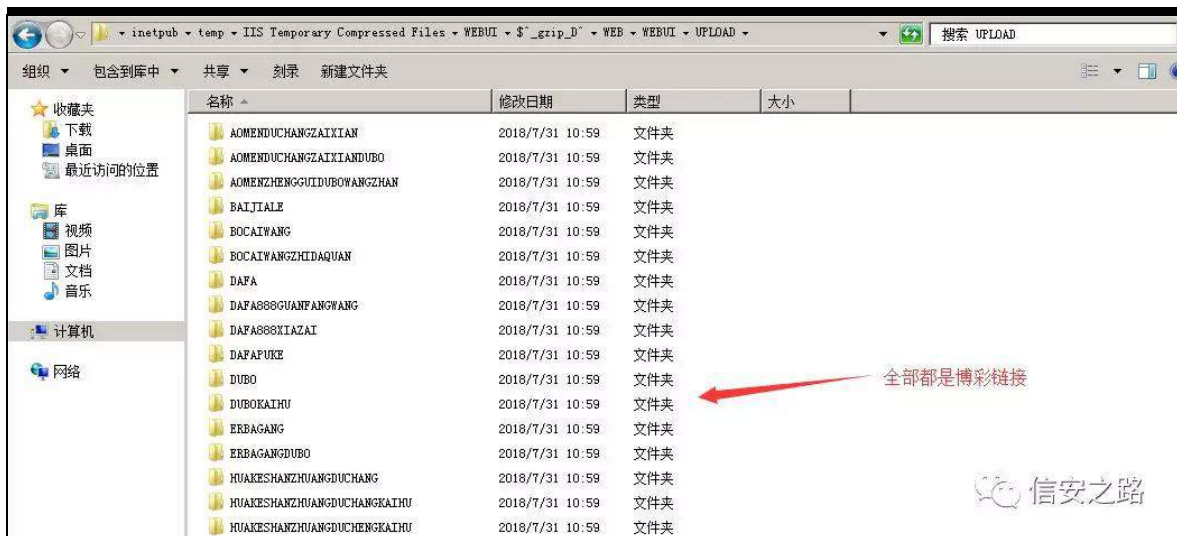 inetpub ▾ temp ▾ IIS Temporary Compressed Files ▾ WEBUI ▾ $^_gzip_D^ ▾ WEB ▾ WEBUI ▾ UPLOAD ▾ 搜索 UPLOAD
组织 ▾ 包含到库中 ▾ 共享 ▾ 刻录 新建文件夹
收藏夹
下载
桌面
最近访问的位置
库
视频
图片
文档
音乐
计算机
网络
名称 修改日期 类型 大小
AOMENDUCHANGZAIXIAN 2018/7/31 10:59 文件夹
AOMENDUCHANGZAIXIANDUBO 2018/7/31 10:59 文件夹
AOMENZHENGGUIDUBOWANGZHAN 2018/7/31 10:59 文件夹
BAIJIALE 2018/7/31 10:59 文件夹
BOCAIWANG 2018/7/31 10:59 文件夹
BOCAIWANGZHIDAQUAN 2018/7/31 10:59 文件夹
DAFA 2018/7/31 10:59 文件夹
DAFA888GUANFANGWANG 2018/7/31 10:59 文件夹
DAFA888XIAZAI 2018/7/31 10:59 文件夹
DAFAPUKE 2018/7/31 10:59 文件夹
DUBO 2018/7/31 10:59 文件夹
DUBOKAIHU 2018/7/31 10:59 文件夹
ERBAGANG 2018/7/31 10:59 文件夹
ERBAGANGDUBO 2018/7/31 10:59 文件夹
HUAKESHANZHUANGDUCHANG 2018/7/31 10:59 文件夹
HUAKESHANZHUANGDUCHANGKAIHU 2018/7/31 10:59 文件夹
HUAKESHANZHUANGDUCHENGKAIHU 2018/7/31 10:59 文件夹
全部都是博彩链接
信安之路